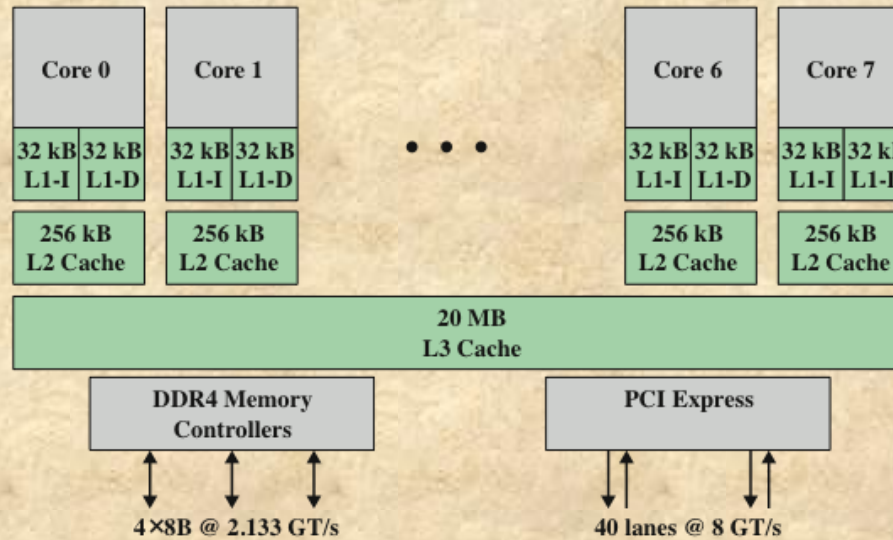 Core 0
Core 1
Core 6
Core 7
32 kB 32 kB
L1-I L1-D
32 kB 32 kB
L1-I L1-D
32 kB 32 kB
L1-I L1-D
32 kB 32 k
L1-I L1-
256 kB
L2 Cache
256 kB
L2 Cache
256 kB
L2 Cache
256 kB
L2 Cache
20 MB
L3 Cache
DDR4 Memory
Controllers
PCI Express
4×8B @ 2.133 GT/s
40 lanes @ 8 GT/s